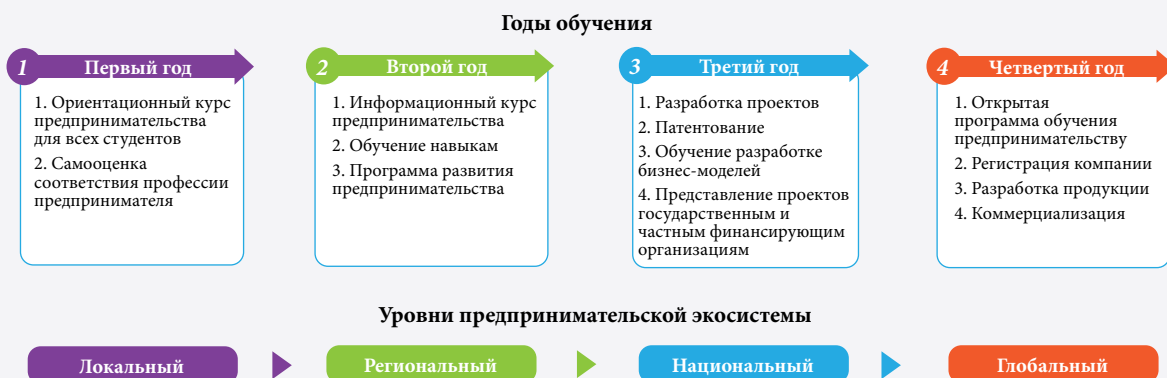 Годы обучения
1 Первый год
1. Ориентационный курс
предпринимательства
для всех студентов
2. Самооценка
соответствия профессии
предпринимателя
2 Второй год
1. Информационный курс
предпринимательства
2. Обучение навыкам
3. Программа развития
предпринимательства
3 Третий год
1. Разработка проектов
2. Патентование
3. Обучение разработке
бизнес-моделей
4. Представление проектов
государственным и
частным финансирующим
организациям
4 Четвертый год
1. Открытая
программа обучения
предпринимательству
2. Регистрация компании
3. Разработка продукции
4. Коммерциализация
Уровни предпринимательской экосистемы
Локальный
Региональный
Национальный
Глобальный